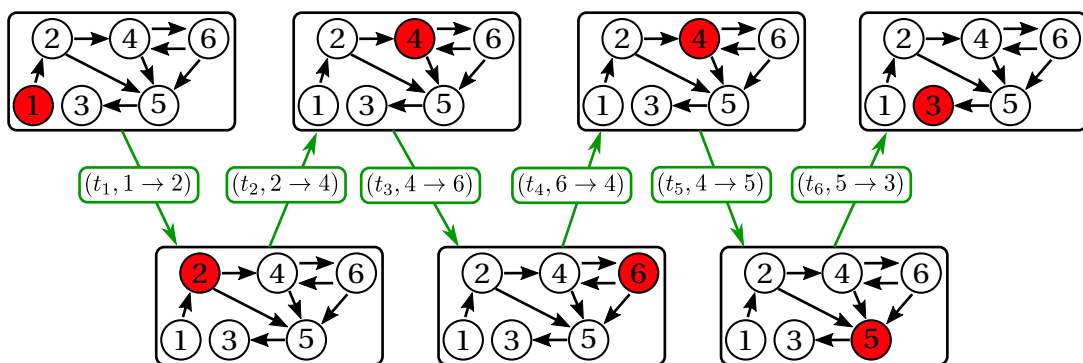 2 4 6 2 4 6 2 4 6 2 4 6
1 3 5 1 3 5 1 3 5 1 3 5
(t₁, 1 → 2) (t₂, 2 → 4) (t₃, 4 → 6) (t₄, 6 → 4) (t₅, 4 → 5) (t₆, 5 → 3)
2 4 6 2 4 6 2 4 6
1 3 5 1 3 5 1 3 5